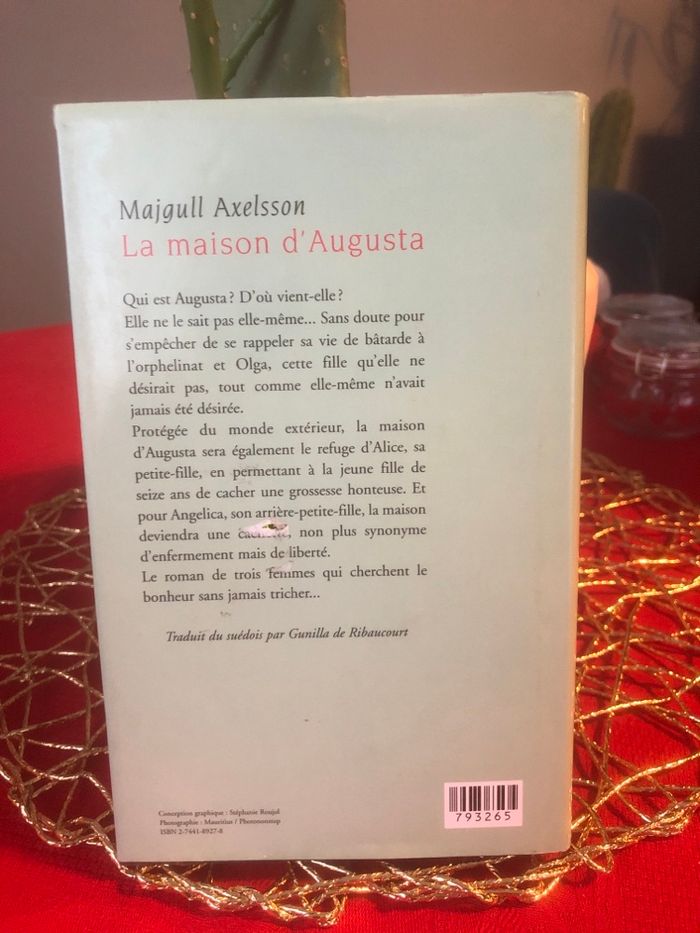 Majgull Axelsson
La maison d'Augusta
Qui est Augusta ? D'où vient-elle ?
Elle ne le sait pas elle-même... Sans doute pour
s'empêcher de se rappeler sa vie de bâtarde à
l'orphelinat et Olga, cette fille qu'elle ne
désirait pas, tout comme elle-même n'avait
jamais été désirée.
Protégée du monde extérieur, la maison
d'Augusta sera également le refuge d'Alice, sa
petite-fille, en permettant à la jeune fille de
seize ans de cacher une grossesse honteuse. Et
pour Angelica, son arrière-petite-fille, la maison
deviendra une non plus synonyme
d'enfermement mais de liberté.
Le roman de trois femmes qui cherchent le
bonheur sans jamais tricher...
Traduit du suédois par Gunilla de Ribaucourt
Conception graphique : Stéphanie Roujol
Photographie : Mauritius / Photononstop
ISBN 2-7441-8927-8
793265